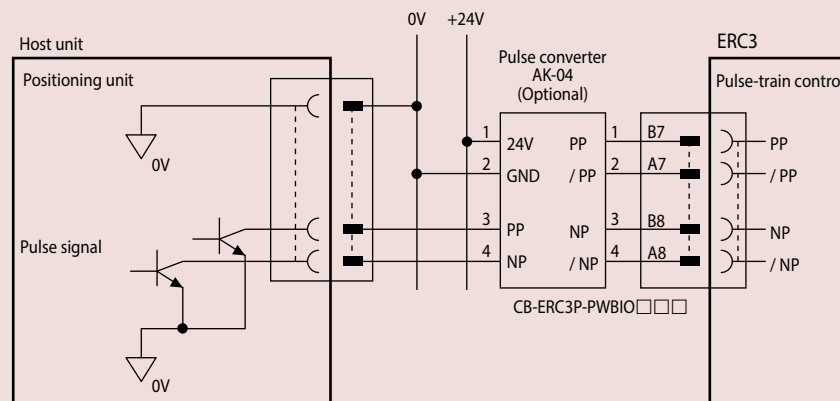 0V
+24V
Host unit
Positioning unit
0V
Pulse signal
0V
Pulse converter
AK-04
(Optional)
1 24V PP 1 B7
2 GND / PP 2 A7
3 PP NP 3 B8
4 NP / NP 4 A8
CB-ERC3P-PWBIO□□□
ERC3
Pulse-train control
PP
/ PP
NP
/ NP